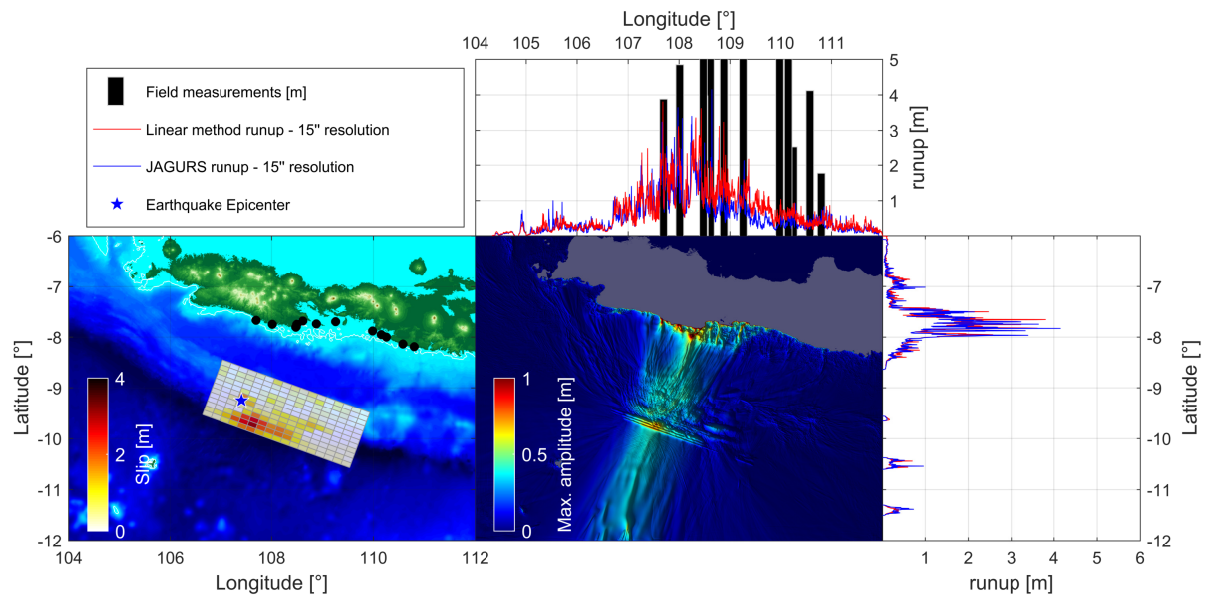 Longitude [°]
104 105 106 107 108 109 110 111
Field measurements [m]
Linear method runup - 15" resolution
JAGURS runup - 15" resolution
Earthquake Epicenter
5
4
3
2
1
runup [m]
-6
-7
-8
-9
-10
-11
-12
Latitude [°]
4
2
0
Slip [m]
104 106 108 110 112
Longitude [°]
1
0.5
0
Max. amplitude [m]
-7
-8
-9
-10
-11
-12
Latitude [°]
1 2 3 4 5 6
runup [m]